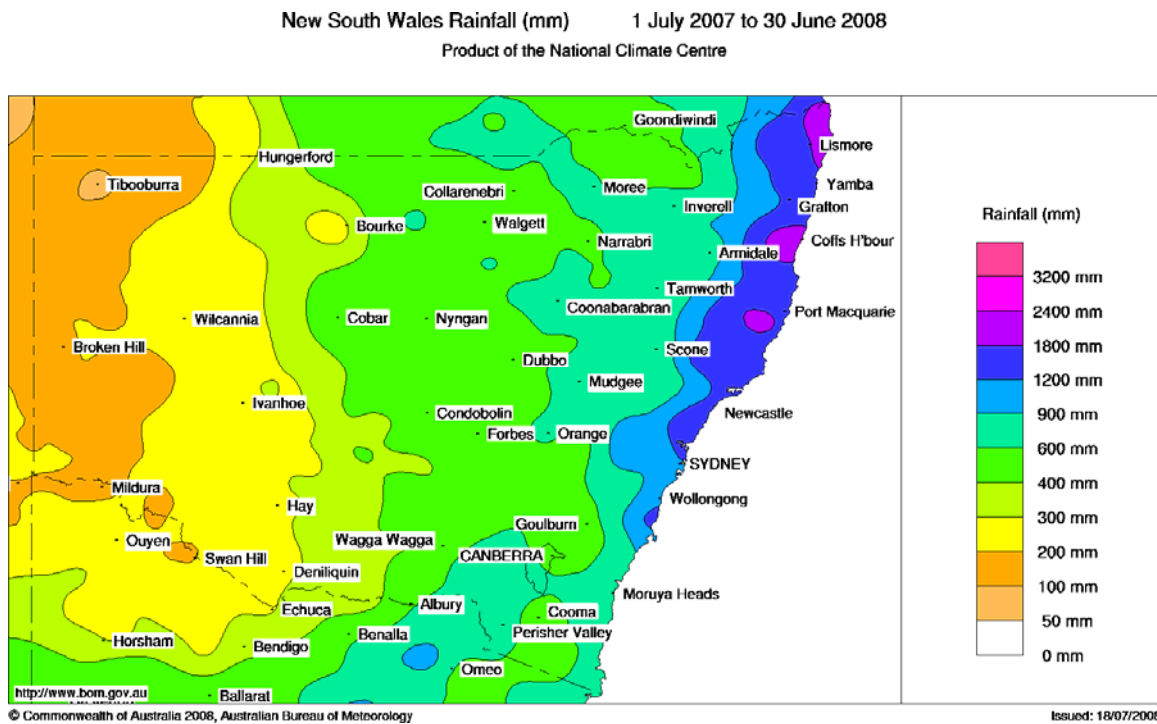 New South Wales Rainfall (mm) 1 July 2007 to 30 June 2008
Product of the National Climate Centre
Goondiwindi
Lismore
Hungerford
Tibooburra
Yamba
Collarenebri
Moree
Inverell
Grafton
Bourke
Walgett
Narrabri
Coffs H'bour
Armidale
Tamworth
Coonabarabran
Port Macquarie
Wilcannia
Cobar
Nyngan
Broken Hill
Scone
Dubbo
Mudgee
Ivanhoe
Condobolin
Newcastle
Forbes
Orange
SYDNEY
Mildura
Wollongong
Hay
Goulburn
Ouyen
Wagga Wagga
CANBERRA
Swan Hill
Deniliquin
Moruya Heads
Echuca
Albury
Cooma
Horsham
Bendigo
Benalla
Perisher Valley
Omeo
Ballarat
http://www.bom.gov.au
Rainfall (mm)
3200 mm
2400 mm
1800 mm
1200 mm
900 mm
600 mm
400 mm
300 mm
200 mm
100 mm
50 mm
0 mm
© Commonwealth of Australia 2008, Australian Bureau of Meteorology
Issued: 18/07/2008